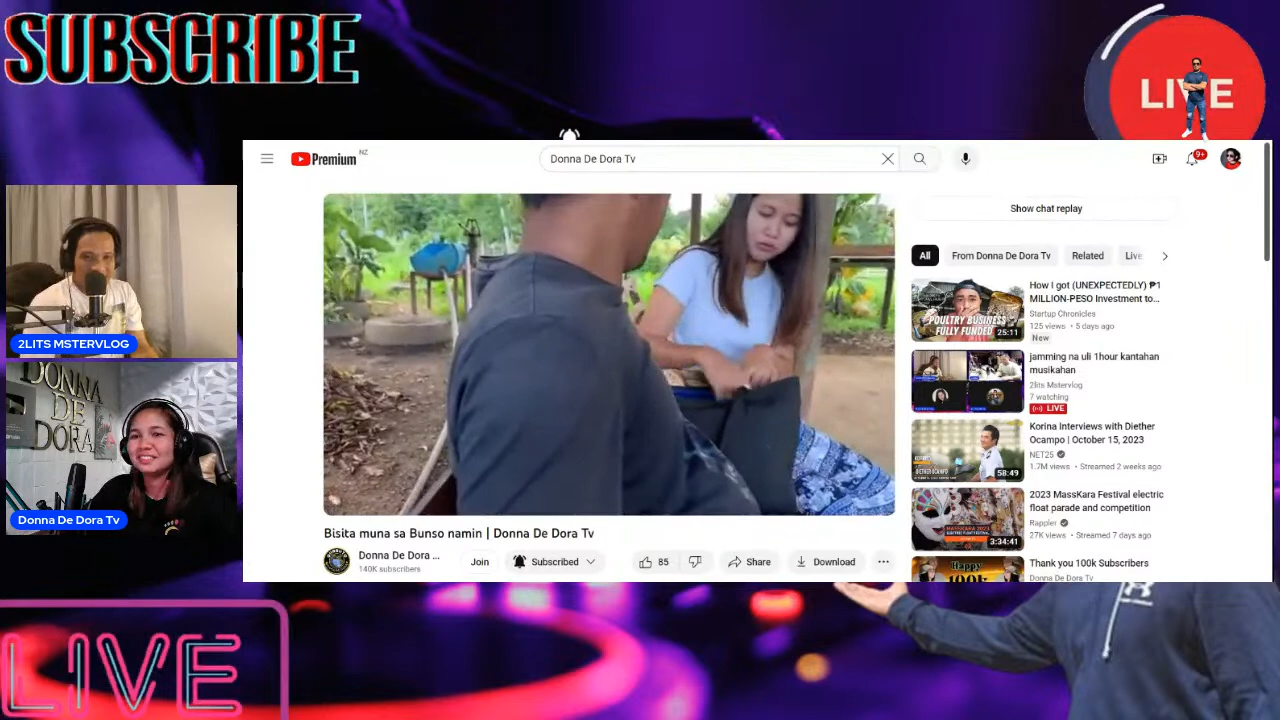 SUBSCRIBE
LIVE
Premium NZ
Donna De Dora Tv
9+
Show chat replay
All
From Donna De Dora Tv
Related
Live
How I got (UNEXPECTEDLY) ₱1
MILLION-PESO Investment to...
Startup Chronicles
125 views • 5 days ago
New
POULTRY BUSINESS
FULLY FUNDED
25:11
jamming na uli 1hour kantahan
musikahan
2lits Mstervlog
7 watching
LIVE
Korina Interviews with Diether
Ocampo | October 15, 2023
NET25
1.7M views • Streamed 2 weeks ago
58:49
2023 MassKara Festival electric
float parade and competition
Rappler
27K views • Streamed 7 days ago
3:34:41
Thank you 100k Subscribers
Donna De Dora Tv
Happy
100k
2LITS MSTERVLOG
DONNA
DE
DORA
Donna De Dora Tv
Bisita muna sa Bunso namin | Donna De Dora Tv
Donna De Dora ...
140K subscribers
Join
Subscribed
85
Share
Download
LIVE